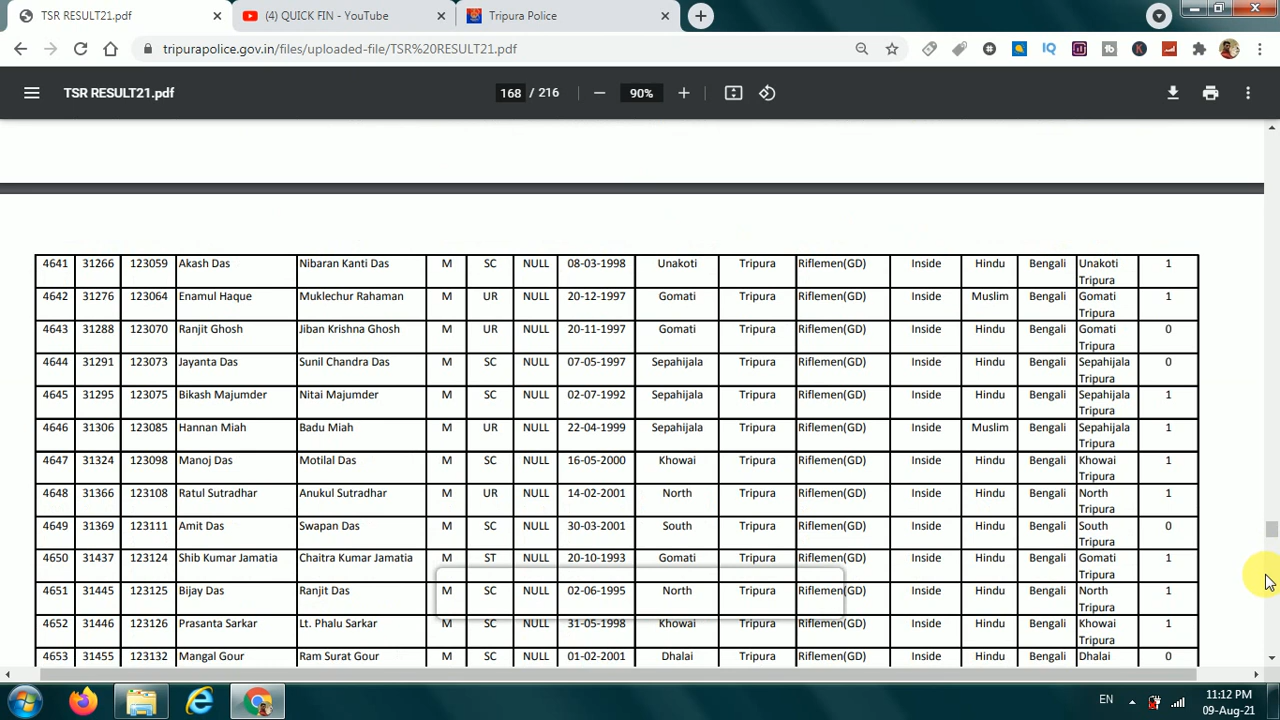 TSR RESULT21.pdf
(4) QUICK FIN - YouTube
Tripura Police
tripurapolice.gov.in/files/uploaded-file/TSR%20RESULT21.pdf
TSR RESULT21.pdf
168 / 216
90%
4641 31266 123059 Akash Das Nibaran Kanti Das M SC NULL 08-03-1998 Unakoti Tripura Riflemen(GD) Inside Hindu Bengali Unakoti 1
Tripura
4642 31276 123064 Enamul Haque Muklechur Rahaman M UR NULL 20-12-1997 Gomati Tripura Riflemen(GD) Inside Muslim Bengali Gomati 1
Tripura
4643 31288 123070 Ranjit Ghosh Jiban Krishna Ghosh M UR NULL 20-11-1997 Gomati Tripura Riflemen(GD) Inside Hindu Bengali Gomati 0
Tripura
4644 31291 123073 Jayanta Das Sunil Chandra Das M SC NULL 07-05-1997 Sepahijala Tripura Riflemen(GD) Inside Hindu Bengali Sepahijala 0
Tripura
4645 31295 123075 Bikash Majumder Nitai Majumder M SC NULL 02-07-1992 Sepahijala Tripura Riflemen(GD) Inside Hindu Bengali Sepahijala 1
Tripura
4646 31306 123085 Hannan Miah Badu Miah M UR NULL 22-04-1999 Sepahijala Tripura Riflemen(GD) Inside Muslim Bengali Sepahijala 1
Tripura
4647 31324 123098 Manoj Das Motilal Das M SC NULL 16-05-2000 Khowai Tripura Riflemen(GD) Inside Hindu Bengali Khowai 1
Tripura
4648 31366 123108 Ratul Sutradhar Anukul Sutradhar M UR NULL 14-02-2001 North Tripura Riflemen(GD) Inside Hindu Bengali North 1
Tripura
4649 31369 123111 Amit Das Swapan Das M SC NULL 30-03-2001 South Tripura Riflemen(GD) Inside Hindu Bengali South 0
Tripura
4650 31437 123124 Shib Kumar Jamatia Chaitra Kumar Jamatia M ST NULL 20-10-1993 Gomati Tripura Riflemen(GD) Inside Hindu Bengali Gomati 1
Tripura
4651 31445 123125 Bijay Das Ranjit Das M SC NULL 02-06-1995 North Tripura Riflemen(GD) Inside Hindu Bengali North 1
Tripura
4652 31446 123126 Prasanta Sarkar Lt. Phalu Sarkar M SC NULL 31-05-1998 Khowai Tripura Riflemen(GD) Inside Hindu Bengali Khowai 1
Tripura
4653 31455 123132 Mangal Gour Ram Surat Gour M SC NULL 01-02-2001 Dhalai Tripura Riflemen(GD) Inside Hindu Bengali Dhalai 0
EN
11:12 PM
09-Aug-21